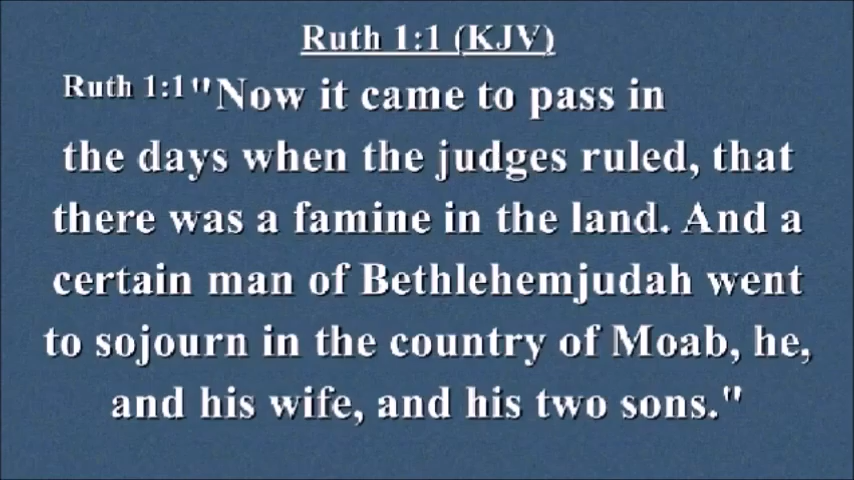 Ruth 1:1 (KJV)
Ruth 1:1 "Now it came to pass in
the days when the judges ruled, that
there was a famine in the land. And a
certain man of Bethlehemjudah went
to sojourn in the country of Moab, he,
and his wife, and his two sons."